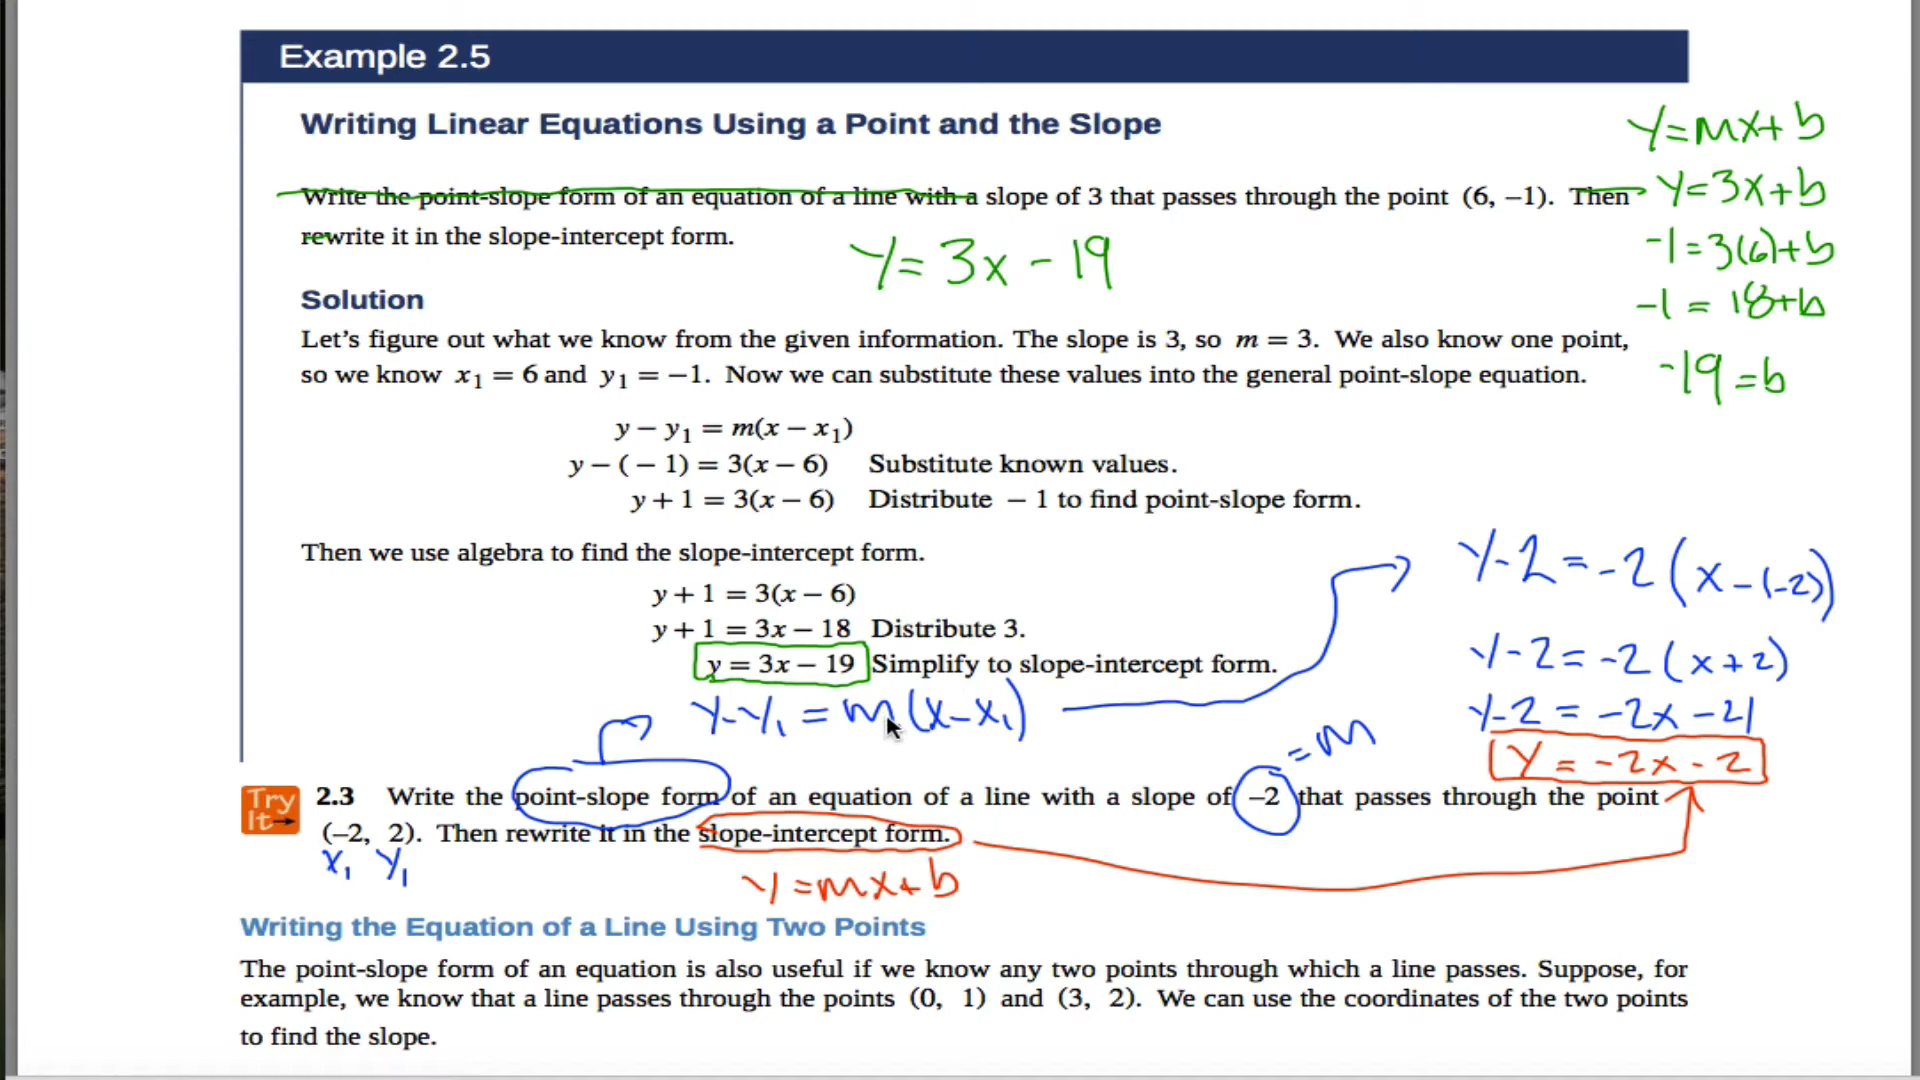 Example 2.5
Writing Linear Equations Using a Point and the Slope
Write the point-slope form of an equation of a line with a slope of 3 that passes through the point (6, −1). Then
rewrite it in the slope-intercept form.
y = 3x - 19
y = mx + b
y = 3x + b
-1 = 3(6) + b
-1 = 18 + b
-19 = b
Solution
Let's figure out what we know from the given information. The slope is 3, so m = 3. We also know one point,
so we know x₁ = 6 and y₁ = −1. Now we can substitute these values into the general point-slope equation.
y − y₁ = m(x − x₁)
y − ( − 1) = 3(x − 6) Substitute known values.
y + 1 = 3(x − 6) Distribute − 1 to find point-slope form.
Then we use algebra to find the slope-intercept form.
y + 1 = 3(x − 6)
y + 1 = 3x − 18 Distribute 3.
y = 3x − 19 Simplify to slope-intercept form.
y - y₁ = m(x - x₁)
y - 2 = -2(x - (-2))
y - 2 = -2(x + 2)
y - 2 = -2x - 4
y = -2x - 2
= m
Try It→
2.3 Write the point-slope form of an equation of a line with a slope of −2 that passes through the point
(−2, 2). Then rewrite it in the slope-intercept form.
x₁ y₁
y = mx + b
Writing the Equation of a Line Using Two Points
The point-slope form of an equation is also useful if we know any two points through which a line passes. Suppose, for
example, we know that a line passes through the points (0, 1) and (3, 2). We can use the coordinates of the two points
to find the slope.